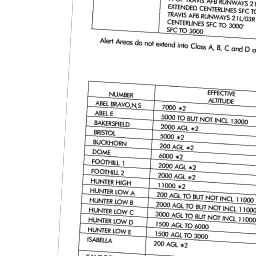 TRAVIS AFB RUNWAYS
EXTENDED CENTERLINES SFC
TRAVIS AFB RUNWAYS 21L/03R
CENTERLINES SFC TO 3000'
SFC TO 3000
Alert Areas do not extend into Class A, B, C and D
NUMBER EFFECTIVE ALTITUDE
ABEL BRAVO,N,S 7000 *2
ABEL E 5000 TO BUT NOT INCL 13000
BAKERSFIELD 2000 AGL *2
BRISTOL 5000 *2
BUCKHORN 200 AGL *2
DOME 6000 *2
FOOTHILL 1 2000 AGL *2
FOOTHILL 2 2000 AGL *2
HUNTER HIGH 11000 *2
HUNTER LOW A 200 AGL TO BUT NOT INCL 11000
HUNTER LOW B 2000 AGL TO BUT NOT INCL 11000
HUNTER LOW C 3000 AGL TO BUT NOT INCL 11000
HUNTER LOW D 1500 AGL TO 6000
HUNTER LOW E 1500 AGL TO 3000
ISABELLA 200 AGL *2